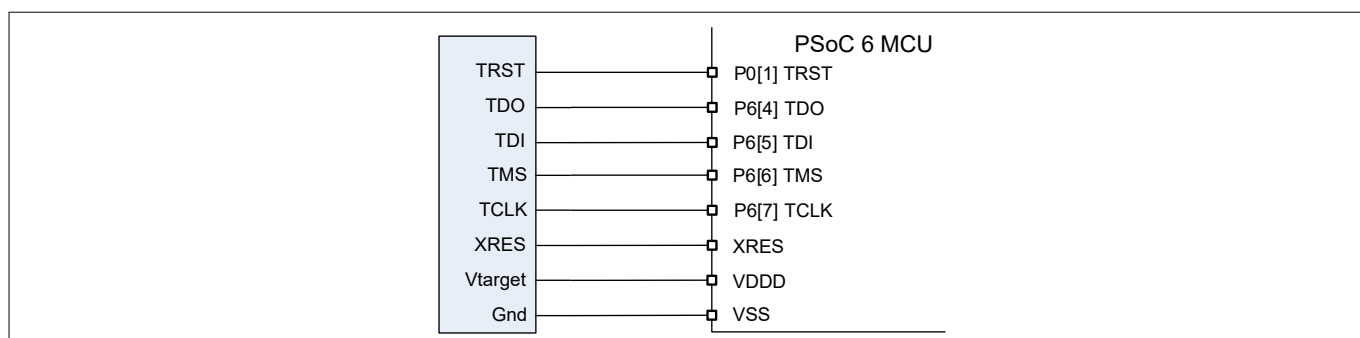 PSoC 6 MCU
TRST P0[1] TRST
TDO P6[4] TDO
TDI P6[5] TDI
TMS P6[6] TMS
TCLK P6[7] TCLK
XRES XRES
Vtarget VDDD
Gnd VSS